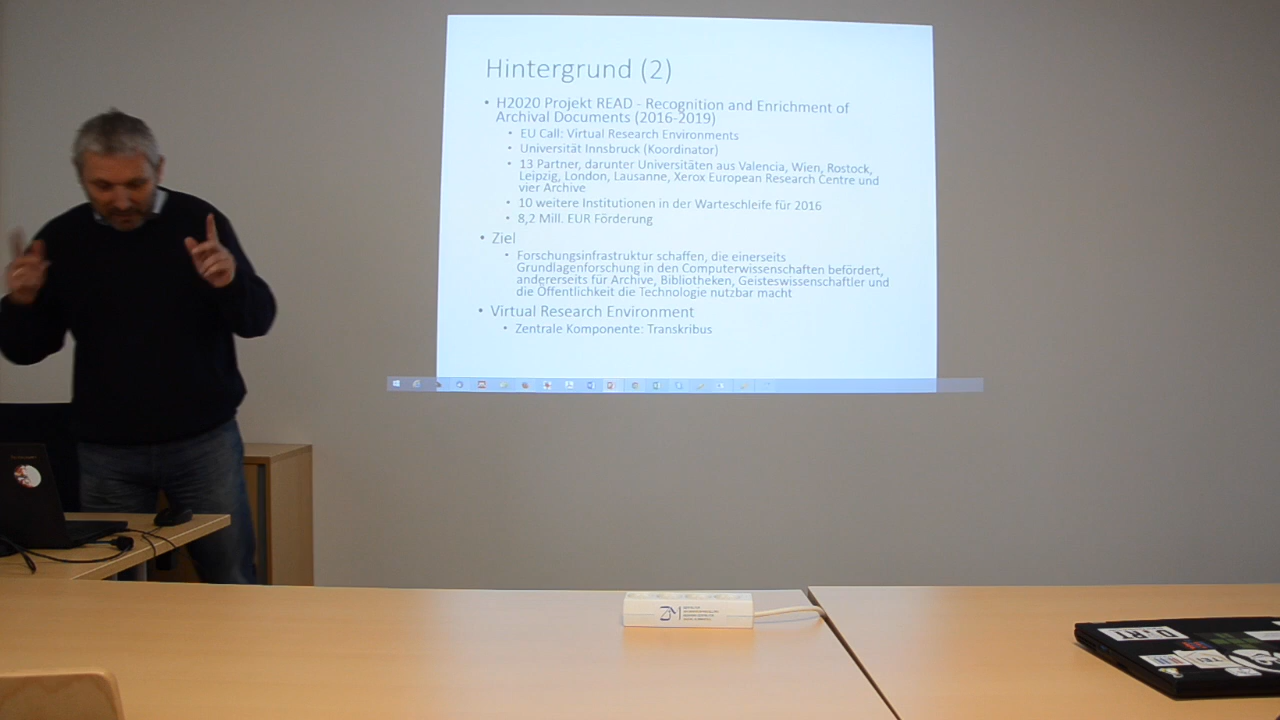 Hintergrund (2)
• H2020 Projekt READ - Recognition and Enrichment of
Archival Documents (2016-2019)
• EU Call: Virtual Research Environments
• Universität Innsbruck (Koordinator)
• 13 Partner, darunter Universitäten aus Valencia, Wien, Rostock,
Leipzig, London, Lausanne, Xerox European Research Centre und
vier Archive
• 10 weitere Institutionen in der Warteschleife für 2016
• 8,2 Mill. EUR Förderung
• Ziel
• Forschungsinfrastruktur schaffen, die einerseits
Grundlagenforschung in den Computerwissenschaften befördert,
andererseits für Archive, Bibliotheken, Geisteswissenschaftler und
die Öffentlichkeit die Technologie nutzbar macht
• Virtual Research Environment
• Zentrale Komponente: Transkribus